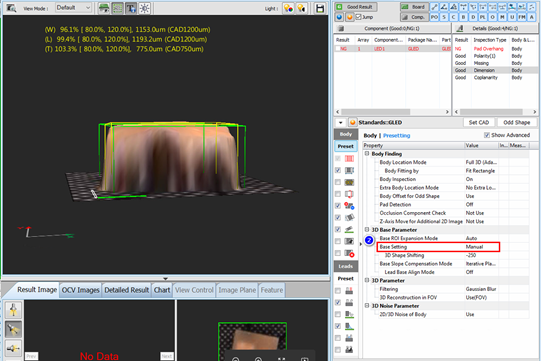 View Mode : Default
Light :
(W) 96.1% [ 80.0%, 120.0%], 1153.0um (CAD1200um)
(L) 99.4% [ 80.0%, 120.0%], 1193.2um (CAD1200um)
(T) 103.3% [ 80.0%, 120.0%], 775.0um (CAD750um)
Result Image OCV Images Detailed Result Chart View Control Image Plane Feature
No Data
Prev
Next
Good Result
Board
Jump
Comp.
PO S C B P D M O U L
Component (Good:0/NG:1)
Result Array Component... Package Na... Part
NG 1 LED1 GLED GLED
Details (Good:4/NG:1)
Result Inspection Type Body & L...
NG Pad Overhang Body
Good Polarity(1) Body
Good Missing Body
Good Dimension Body
Good Coplanarity Body
Standards::GLED Set CAD Odd Shape
Body
Body | Presetting
Show Advanced
Preset
Property Value In... Meas...
Body Finding
Body Location Mode Full 3D (Ada...
Body Fitting by Fit Rectangle
Body Inspection On
Extra Body Location Mode No Extra Lo...
Body Offset for Odd Shape Use
Pad Detection Off
Occlusion Component Check Not Use
Z-Axis Move for Additional 2D Image Not Use
3D Base Parameter
Base ROI Expansion Mode Auto
2
Base Setting Manual
3D Shape Shifting -250
Base Slope Compensation Mode Iterative Pla...
Leads
Lead Base Align Mode Off
Preset
3D Parameter
Filtering Gaussian Blur
3D Reconstruction in FOV Use(FOV)
3D Noise Parameter
2D/3D Noise of Body Use